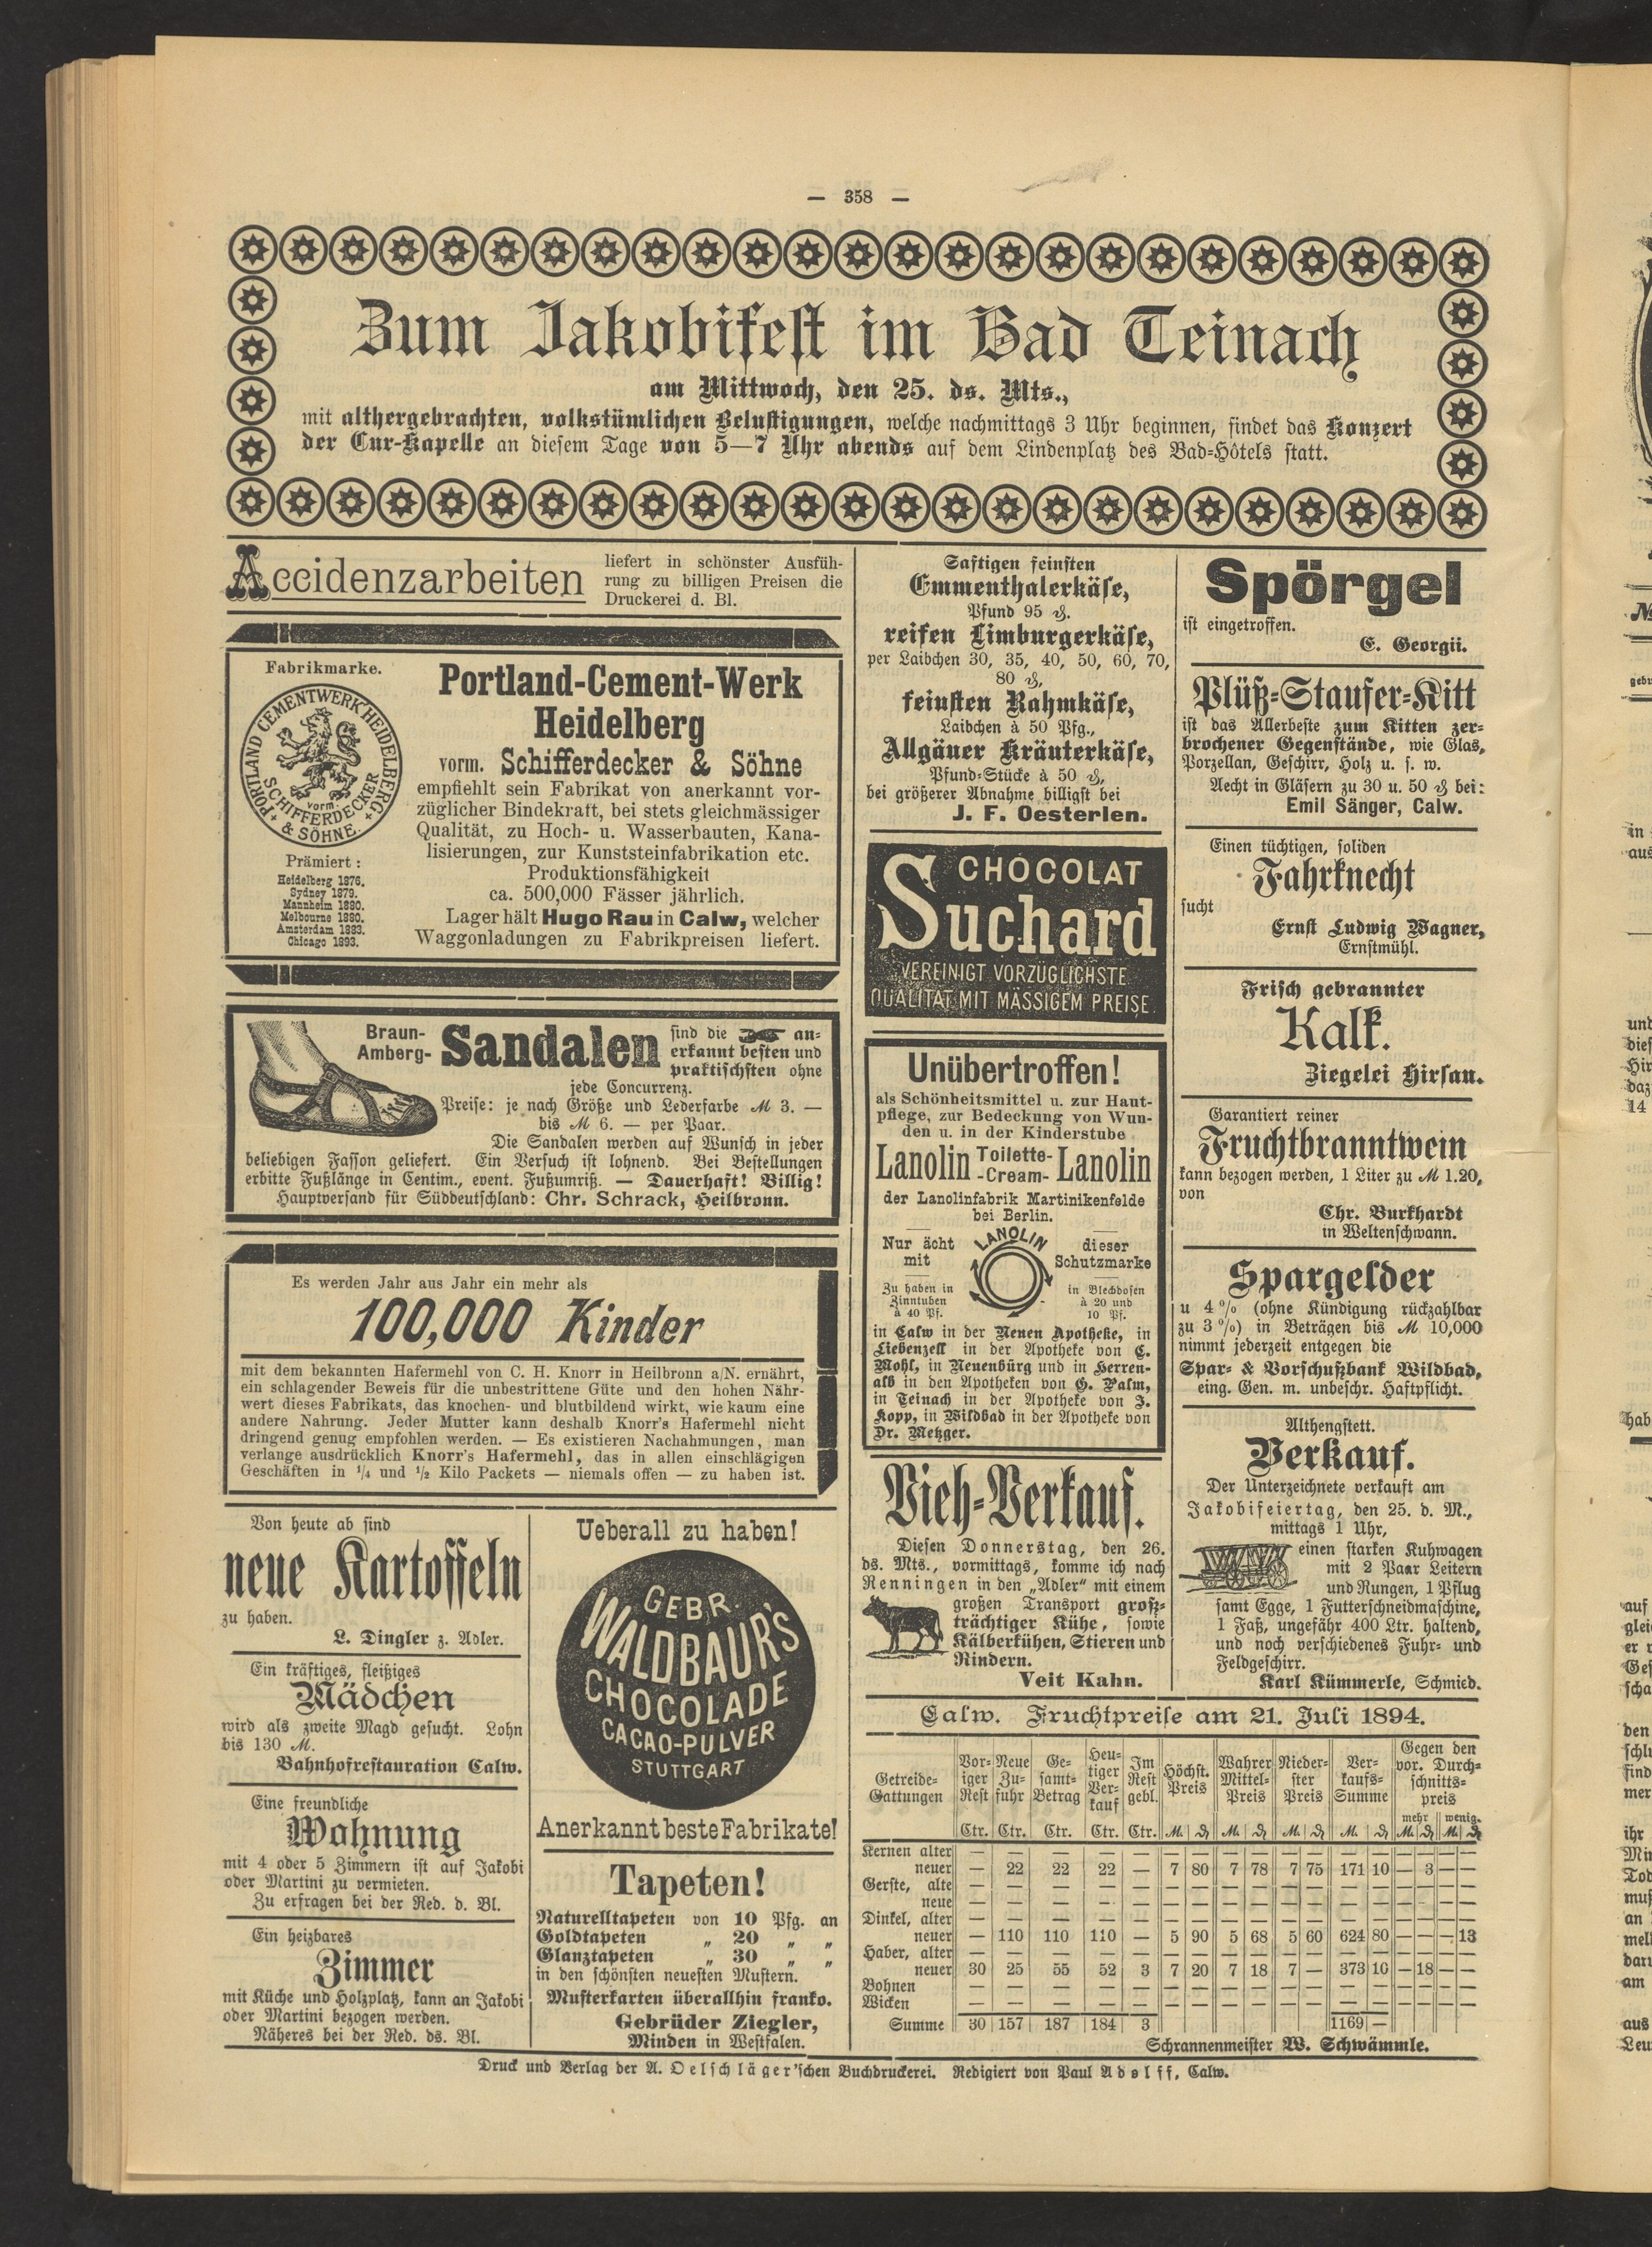 — 358 —
Zum Jakobifest im Bad Teinach
am Mittwoch, den 25. ds. Mts.,
mit althergebrachten, volkstümlichen Belustigungen, welche nachmittags 3 Uhr beginnen, findet das Konzert
der Cur-Kapelle an diesem Tage von 5—7 Uhr abends auf dem Lindenplatz des Bad-Hôtels statt.
Accidenzarbeiten
liefert in schönster Ausfüh-
rung zu billigen Preisen die
Druckerei d. Bl.
Fabrikmarke.
PORTLAND CEMENTWERK HEIDELBERG
vorm.
SCHIFFERDECKER
& SÖHNE.
Prämiert:
Heidelberg 1876.
Sydney 1879.
Mannheim 1880.
Melbourne 1880.
Amsterdam 1883.
Chicago 1893.
Portland-Cement-Werk
Heidelberg
vorm. Schifferdecker & Söhne
empfiehlt sein Fabrikat von anerkannt vor-
züglicher Bindekraft, bei stets gleichmässiger
Qualität, zu Hoch- u. Wasserbauten, Kana-
lisierungen, zur Kunststeinfabrikation etc.
Produktionsfähigkeit
ca. 500,000 Fässer jährlich.
Lager hält Hugo Rau in Calw, welcher
Waggonladungen zu Fabrikpreisen liefert.
Braun-
Amberg-
Sandalen
sind die an-
erkannt besten und
praktischsten ohne
jede Concurrenz.
Preise: je nach Größe und Lederfarbe M 3. —
bis M 6. — per Paar.
Die Sandalen werden auf Wunsch in jeder
beliebigen Fasson geliefert. Ein Versuch ist lohnend. Bei Bestellungen
erbitte Fußlänge in Centim., event. Fußumriß. — Dauerhaft! Billig!
Hauptversand für Süddeutschland: Chr. Schrack, Heilbronn.
Es werden Jahr aus Jahr ein mehr als
100,000 Kinder
mit dem bekannten Hafermehl von C. H. Knorr in Heilbronn a/N. ernährt,
ein schlagender Beweis für die unbestrittene Güte und den hohen Nähr-
wert dieses Fabrikats, das knochen- und blutbildend wirkt, wie kaum eine
andere Nahrung. Jeder Mutter kann deshalb Knorr's Hafermehl nicht
dringend genug empfohlen werden. — Es existieren Nachahmungen, man
verlange ausdrücklich Knorr's Hafermehl, das in allen einschlägigen
Geschäften in 1/4 und 1/2 Kilo Packets — niemals offen — zu haben ist.
Von heute ab sind
neue Kartoffeln
zu haben.
L. Dingler z. Adler.
Ein kräftiges, fleißiges
Mädchen
wird als zweite Magd gesucht. Lohn
bis 130 M.
Bahnhofrestauration Calw.
Eine freundliche
Wohnung
mit 4 oder 5 Zimmern ist auf Jakobi
oder Martini zu vermieten.
Zu erfragen bei der Red. d. Bl.
Ein heizbares
Zimmer
mit Küche und Holzplatz, kann an Jakobi
oder Martini bezogen werden.
Näheres bei der Red. ds. Bl.
Ueberall zu haben!
GEBR.
WALDBAUR'S
CHOCOLADE
CACAO-PULVER
STUTTGART
Anerkannt beste Fabrikate!
Tapeten!
Naturelltapeten von 10 Pfg. an
Goldtapeten „ 20 „ „
Glanztapeten „ 30 „ „
in den schönsten neuesten Mustern.
Musterkarten überallhin franko.
Gebrüder Ziegler,
Minden in Westfalen.
Saftigen feinsten
Emmenthalerkäse,
Pfund 95 ₰.
reifen Limburgerkäse,
per Laibchen 30, 35, 40, 50, 60, 70,
80 ₰,
feinsten Rahmkäse,
Laibchen à 50 Pfg.,
Allgäuer Kräuterkäse,
Pfund-Stücke à 50 ₰,
bei größerer Abnahme billigst bei
J. F. Oesterlen.
CHOCOLAT
Suchard
VEREINIGT VORZÜGLICHSTE
QUALITÄT MIT MÄSSIGEM PREISE.
Unübertroffen!
als Schönheitsmittel u. zur Haut-
pflege, zur Bedeckung von Wun-
den u. in der Kinderstube
Lanolin Toilette-Cream- Lanolin
der Lanolinfabrik Martinikenfelde
bei Berlin.
Nur ächt
mit
LANOLIN
dieser
Schutzmarke
Zu haben in
Zinntuben
à 40 Pf.
in Blechdosen
à 20 und
10 Pf.
in Calw in der Neuen Apotheke, in
Liebenzell in der Apotheke von C.
Mohl, in Neuenbürg und in Herren-
alb in den Apotheken von G. Palm,
in Teinach in der Apotheke von J.
Kopp, in Wildbad in der Apotheke von
Dr. Metzger.
Vieh-Verkauf.
Diesen Donnerstag, den 26.
ds. Mts., vormittags, komme ich nach
Renningen in den „Adler“ mit einem
großen Transport groß-
trächtiger Kühe, sowie
Kälberkühen, Stieren und
Rindern.
Veit Kahn.
Spörgel
ist eingetroffen.
E. Georgii.
Plüß-Staufer-Kitt
ist das Allerbeste zum Kitten zer-
brochener Gegenstände, wie Glas,
Porzellan, Geschirr, Holz u. s. w.
Aecht in Gläsern zu 30 u. 50 ₰ bei:
Emil Sänger, Calw.
Einen tüchtigen, soliden
Fahrknecht
sucht
Ernst Ludwig Wagner,
Ernstmühl.
Frisch gebrannter
Kalk.
Ziegelei Hirsau.
Garantiert reiner
Fruchtbranntwein
kann bezogen werden, 1 Liter zu M 1.20,
von
Chr. Burkhardt
in Weltenschwann.
Spargelder
u 4% (ohne Kündigung rückzahlbar
zu 3%) in Beträgen bis M 10,000
nimmt jederzeit entgegen die
Spar- & Vorschußbank Wildbad,
eing. Gen. m. unbeschr. Haftpflicht.
Althengstett.
Verkauf.
Der Unterzeichnete verkauft am
Jakobifeiertag, den 25. d. M.,
mittags 1 Uhr,
einen starken Kuhwagen
mit 2 Paar Leitern
und Rungen, 1 Pflug
samt Egge, 1 Futterschneidmaschine,
1 Faß, ungefähr 400 Ltr. haltend,
und noch verschiedenes Fuhr- und
Feldgeschirr.
Karl Kümmerle, Schmied.
Calw. Fruchtpreise am 21. Juli 1894.
Getreide-Gattungen | Voriger Rest | Neue Zufuhr | Gesamt-Betrag | Heutiger Verkauf | Im Rest gebl. | Höchst. Preis | Wahrer Mittel-Preis | Niederster Preis | Verkaufs-Summe | Gegen den vor. Durchschnittspreis
mehr | wenig.
Ctr. | Ctr. | Ctr. | Ctr. | Ctr. | M. ₰ | M. ₰ | M. ₰ | M. ₰ | M. ₰ | M. ₰
Kernen alter — — — — — — — — — — — — — — — — —
neuer — 22 22 22 — 7 80 7 78 7 75 171 10 — 3 — —
Gerste, alte — — — — — — — — — — — — — — — — —
neue — — — — — — — — — — — — — — — — —
Dinkel, alter — — — — — — — — — — — — — — — — —
neuer — 110 110 110 — 5 90 5 68 5 60 624 80 — — — 13
Haber, alter — — — — — — — — — — — — — — — — —
neuer 30 25 55 52 3 7 20 7 18 7 — 373 10 — 18 — —
Bohnen — — — — — — — — — — — — — — — — —
Wicken — — — — — — — — — — — — — — — — —
Summe 30 157 187 184 3 1169 —
Schrannenmeister W. Schwämmle.
Druck und Verlag der A. Oelschläger'schen Buchdruckerei. Redigiert von Paul Adolff, Calw.